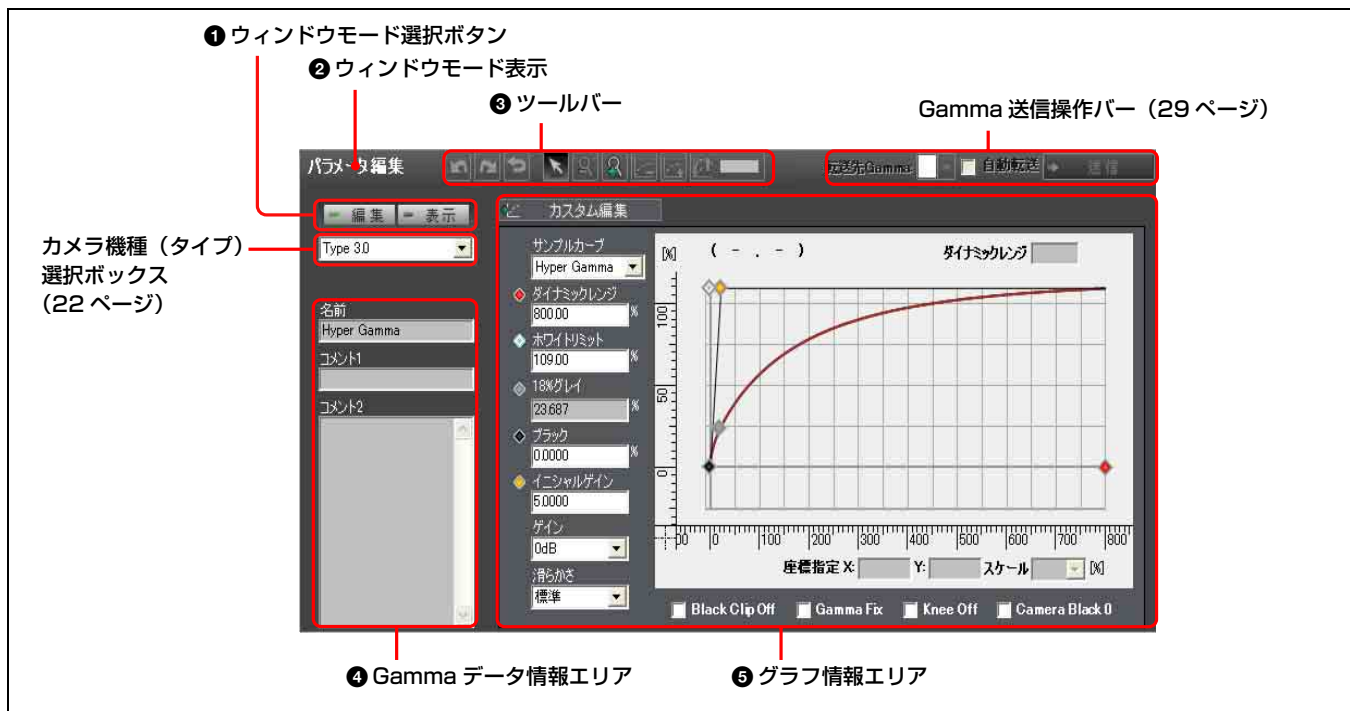 ❶ウィンドウモード選択ボタン
❷ウィンドウモード表示
❸ツールバー
Gamma 送信操作バー（29 ページ）
パラメータ編集
転送先Gamma
自動転送
送信
編集
表示
カスタム編集
カメラ機種（タイプ）
選択ボックス
（22 ページ）
Type 3.0
名前
Hyper Gamma
コメント1
コメント2
サンプルカーブ
Hyper Gamma
ダイナミックレンジ
800.00 %
ホワイトリミット
109.00 %
18%グレイ
23.687 %
ブラック
0.0000 %
イニシャルゲイン
5.0000
ゲイン
0dB
滑らかさ
標準
[%]
( - . - )
ダイナミックレンジ
100
50
0
00 0 100 200 300 400 500 600 700 800
座標指定 X: Y: スケール [%]
Black Clip Off Gamma Fix Knee Off Camera Black 0
❹Gamma データ情報エリア
❺グラフ情報エリア